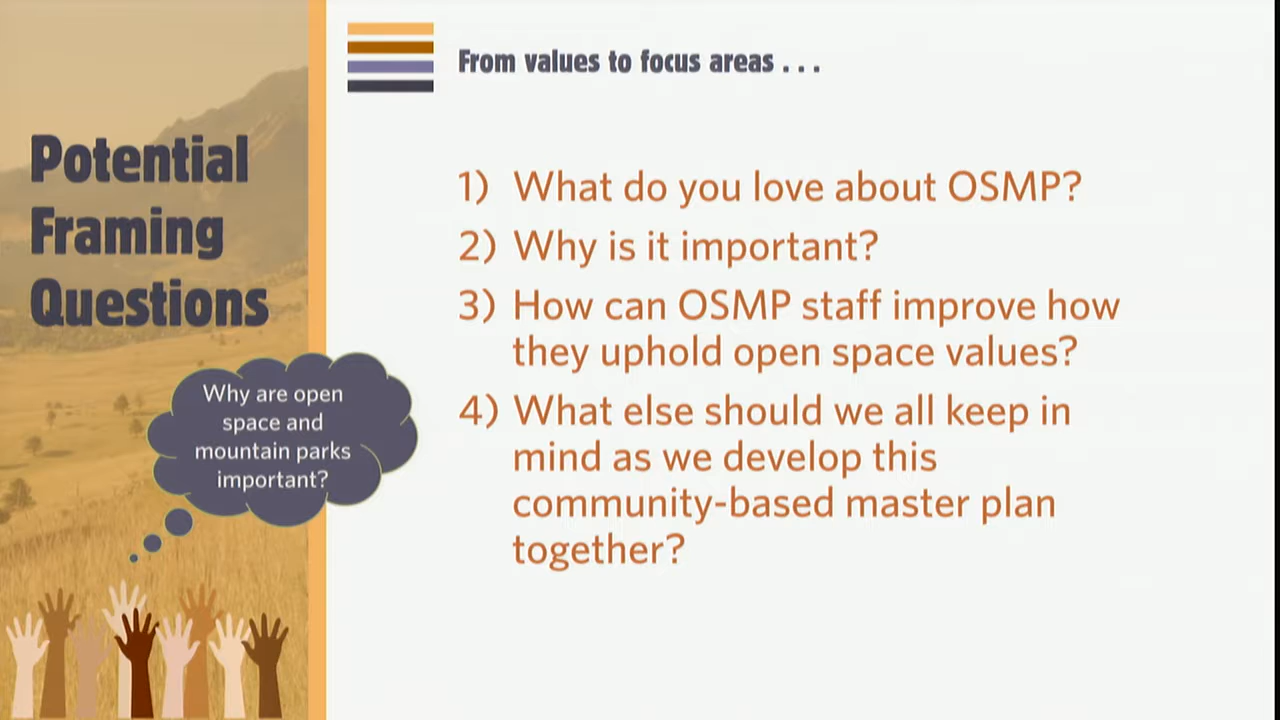 Potential
Framing
Questions
Why are open
space and
mountain parks
important?
From values to focus areas . . .
1) What do you love about OSMP?
2) Why is it important?
3) How can OSMP staff improve how
they uphold open space values?
4) What else should we all keep in
mind as we develop this
community-based master plan
together?